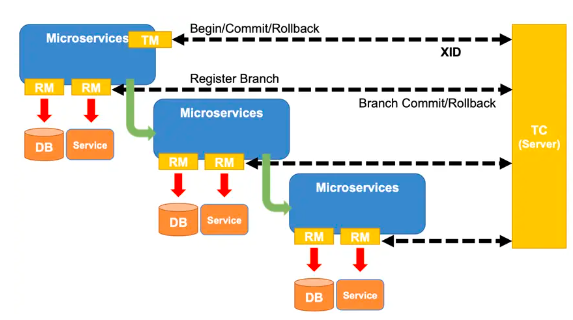 Begin/Commit/Rollback
Microservices
TM
XID
RM
RM
Register Branch
Branch Commit/Rollback
Microservices
TC
(Server)
DB
Service
RM
RM
Microservices
DB
Service
RM
RM
DB
Service